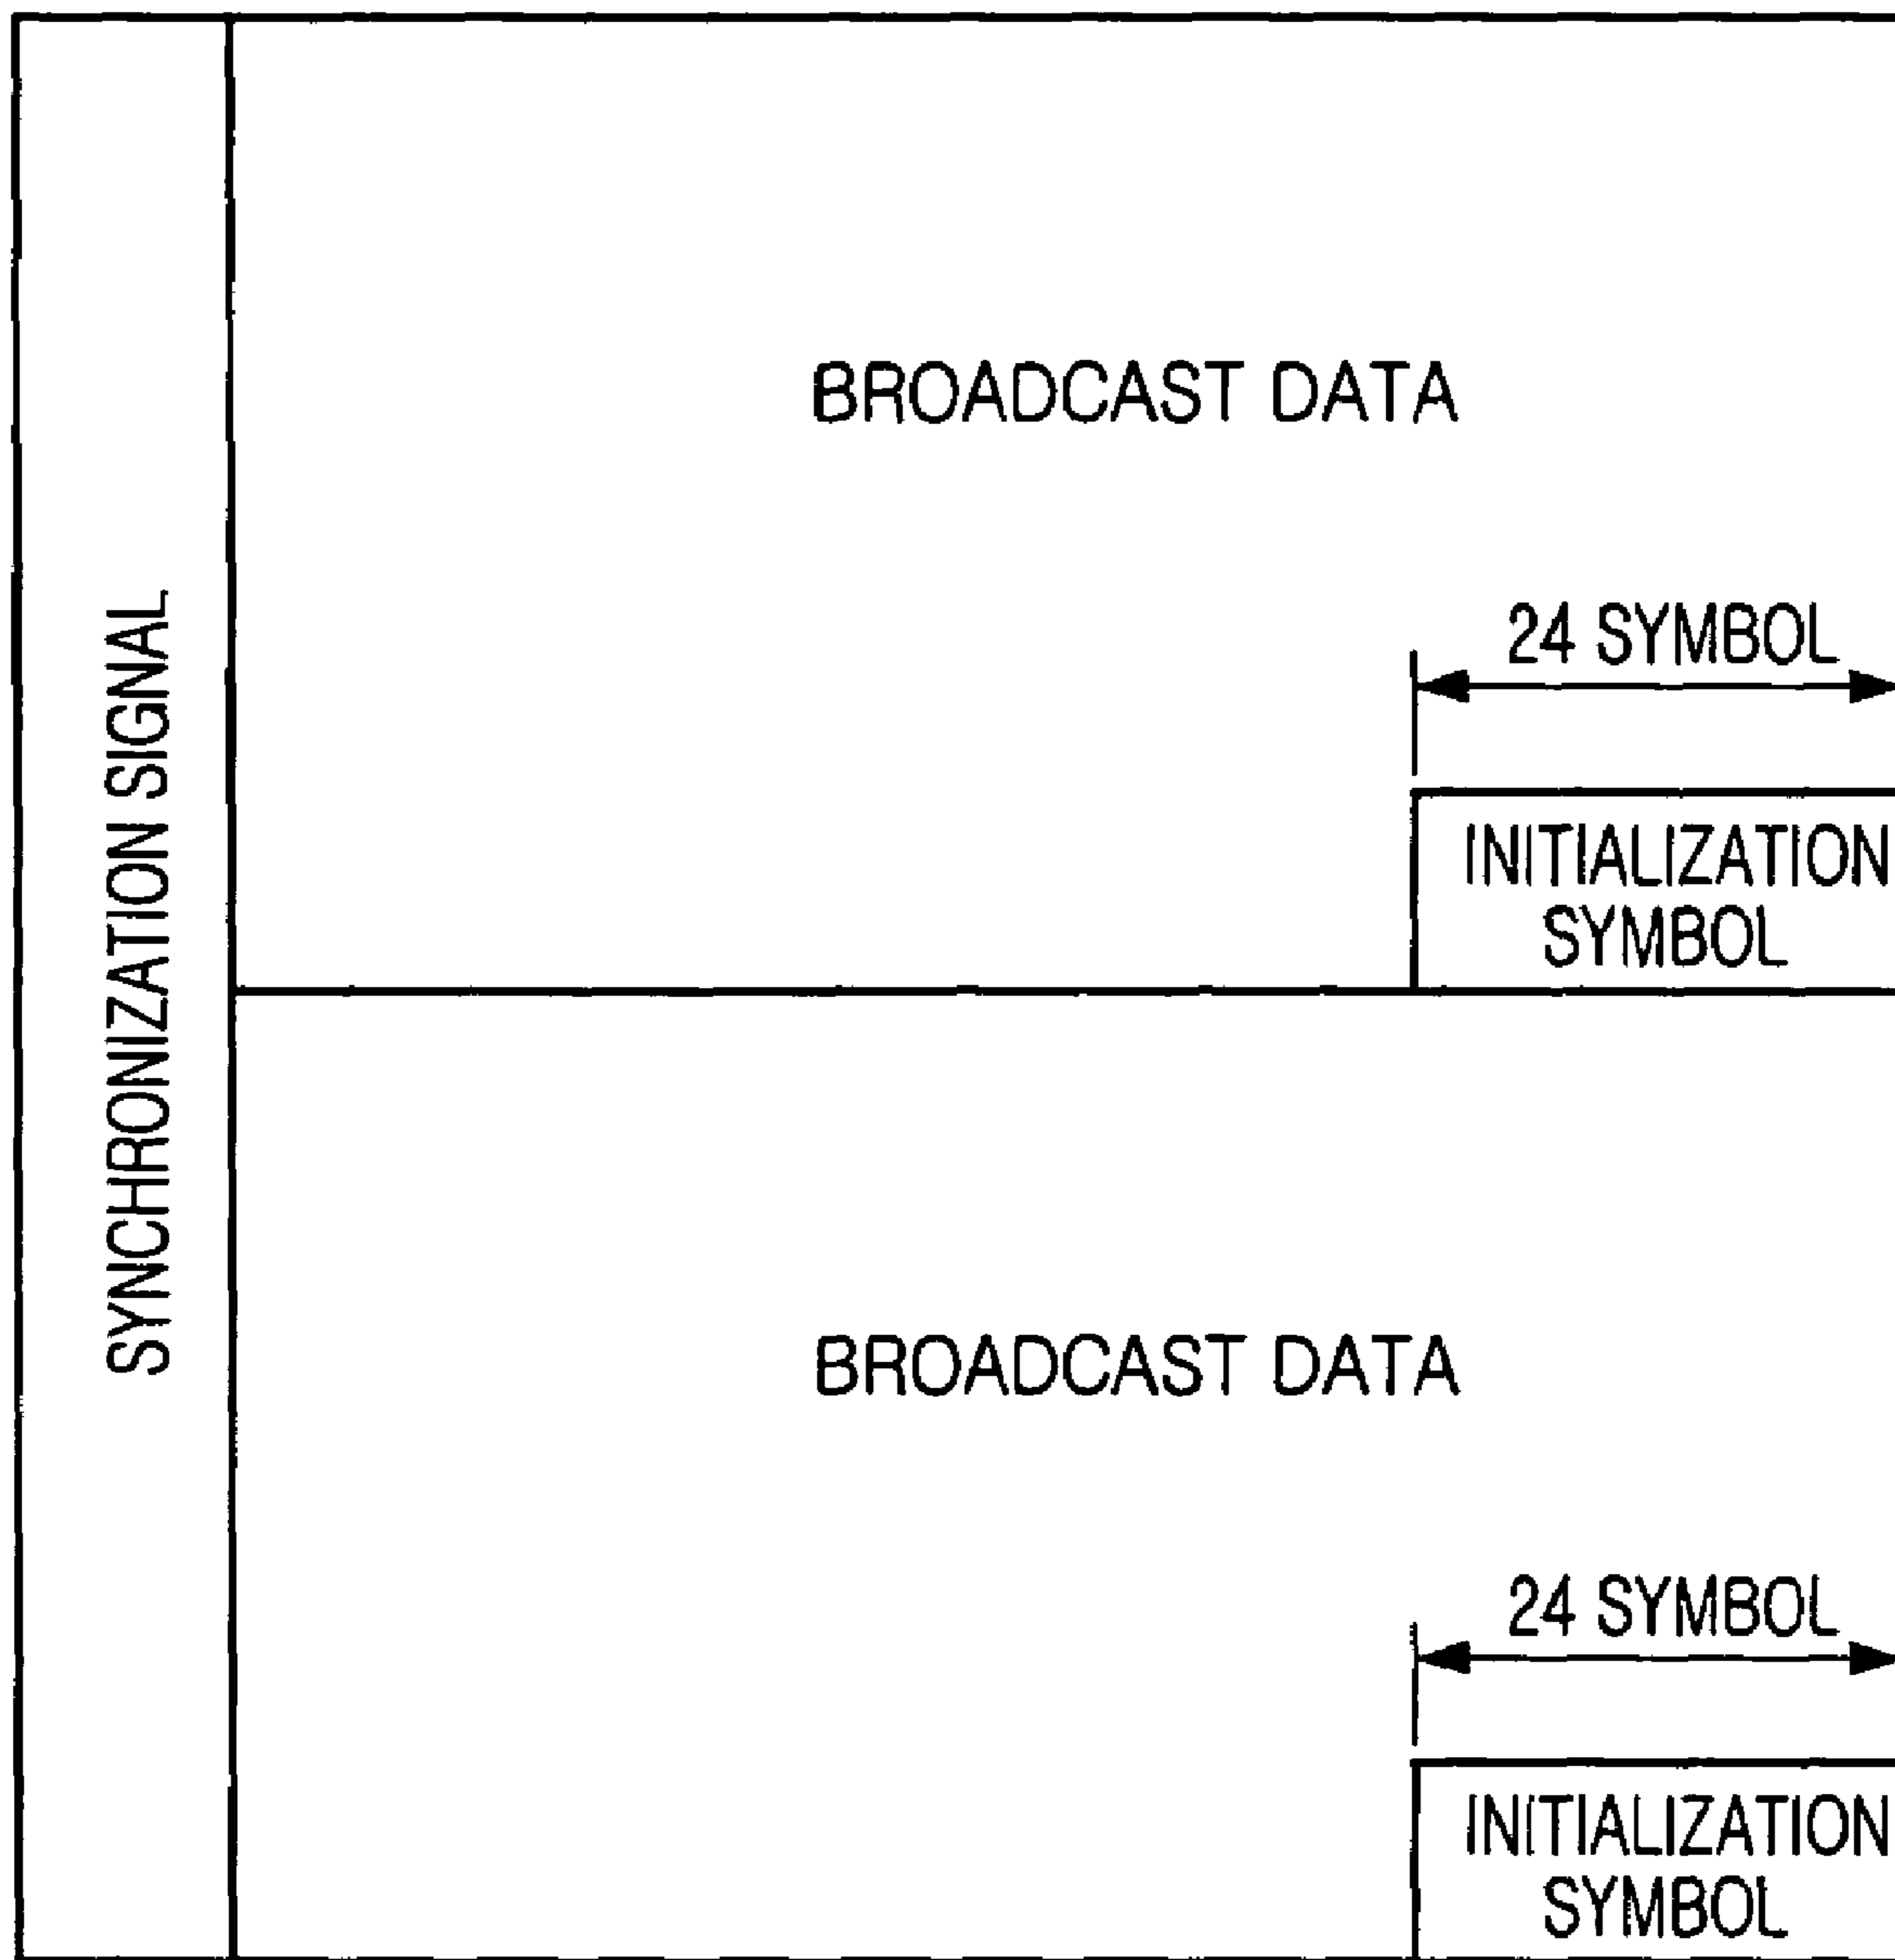 SYNCHRONIZATION SIGNAL
BROADCAST DATA
24 SYMBOL
INITIALIZATION
SYMBOL
BROADCAST DATA
24 SYMBOL
INITIALIZATION
SYMBOL